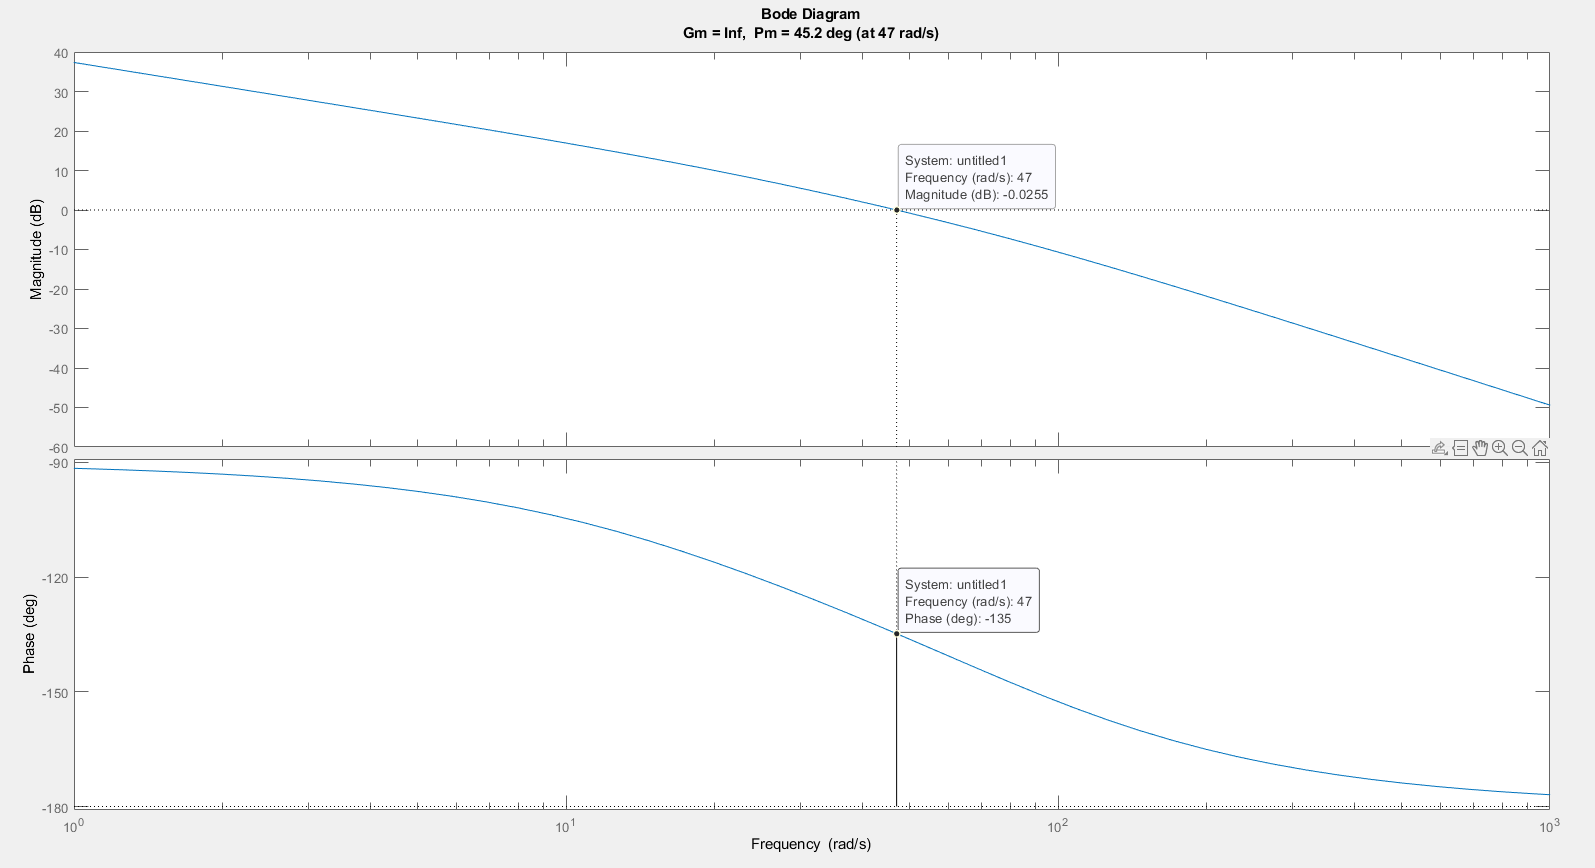 Bode Diagram
Gm = Inf,  Pm = 45.2 deg (at 47 rad/s)
Magnitude (dB)
40
30
20
10
0
-10
-20
-30
-40
-50
-60
System: untitled1
Frequency (rad/s): 47
Magnitude (dB): -0.0255
Phase (deg)
-90
-120
-150
-180
System: untitled1
Frequency (rad/s): 47
Phase (deg): -135
10⁰ 10¹ 10² 10³
Frequency (rad/s)